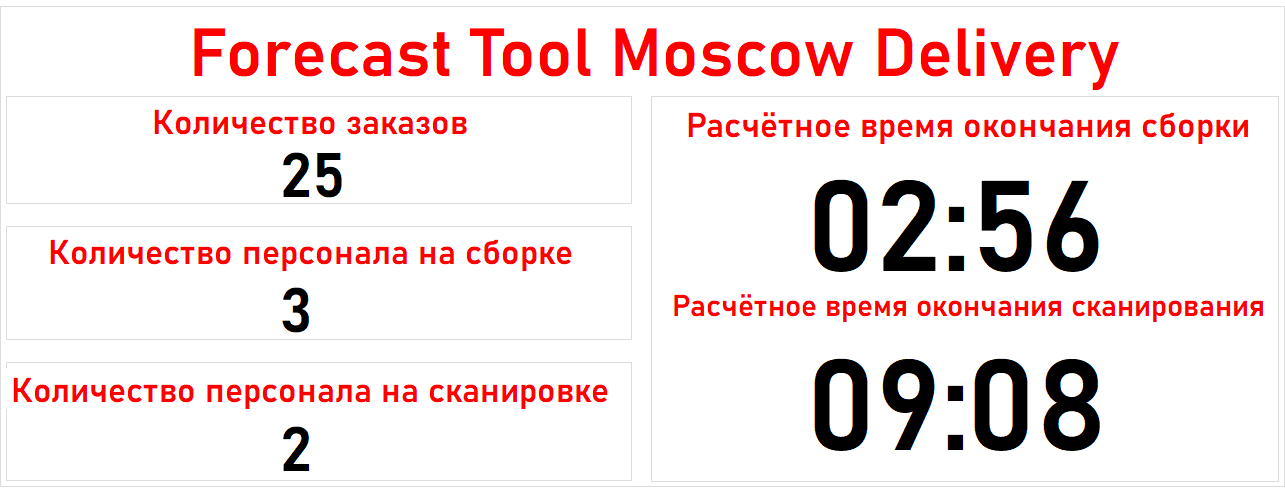 Forecast Tool Moscow Delivery
Количество заказов
25
Количество персонала на сборке
3
Количество персонала на сканировке
2
Расчётное время окончания сборки
02:56
Расчётное время окончания сканирования
09:08